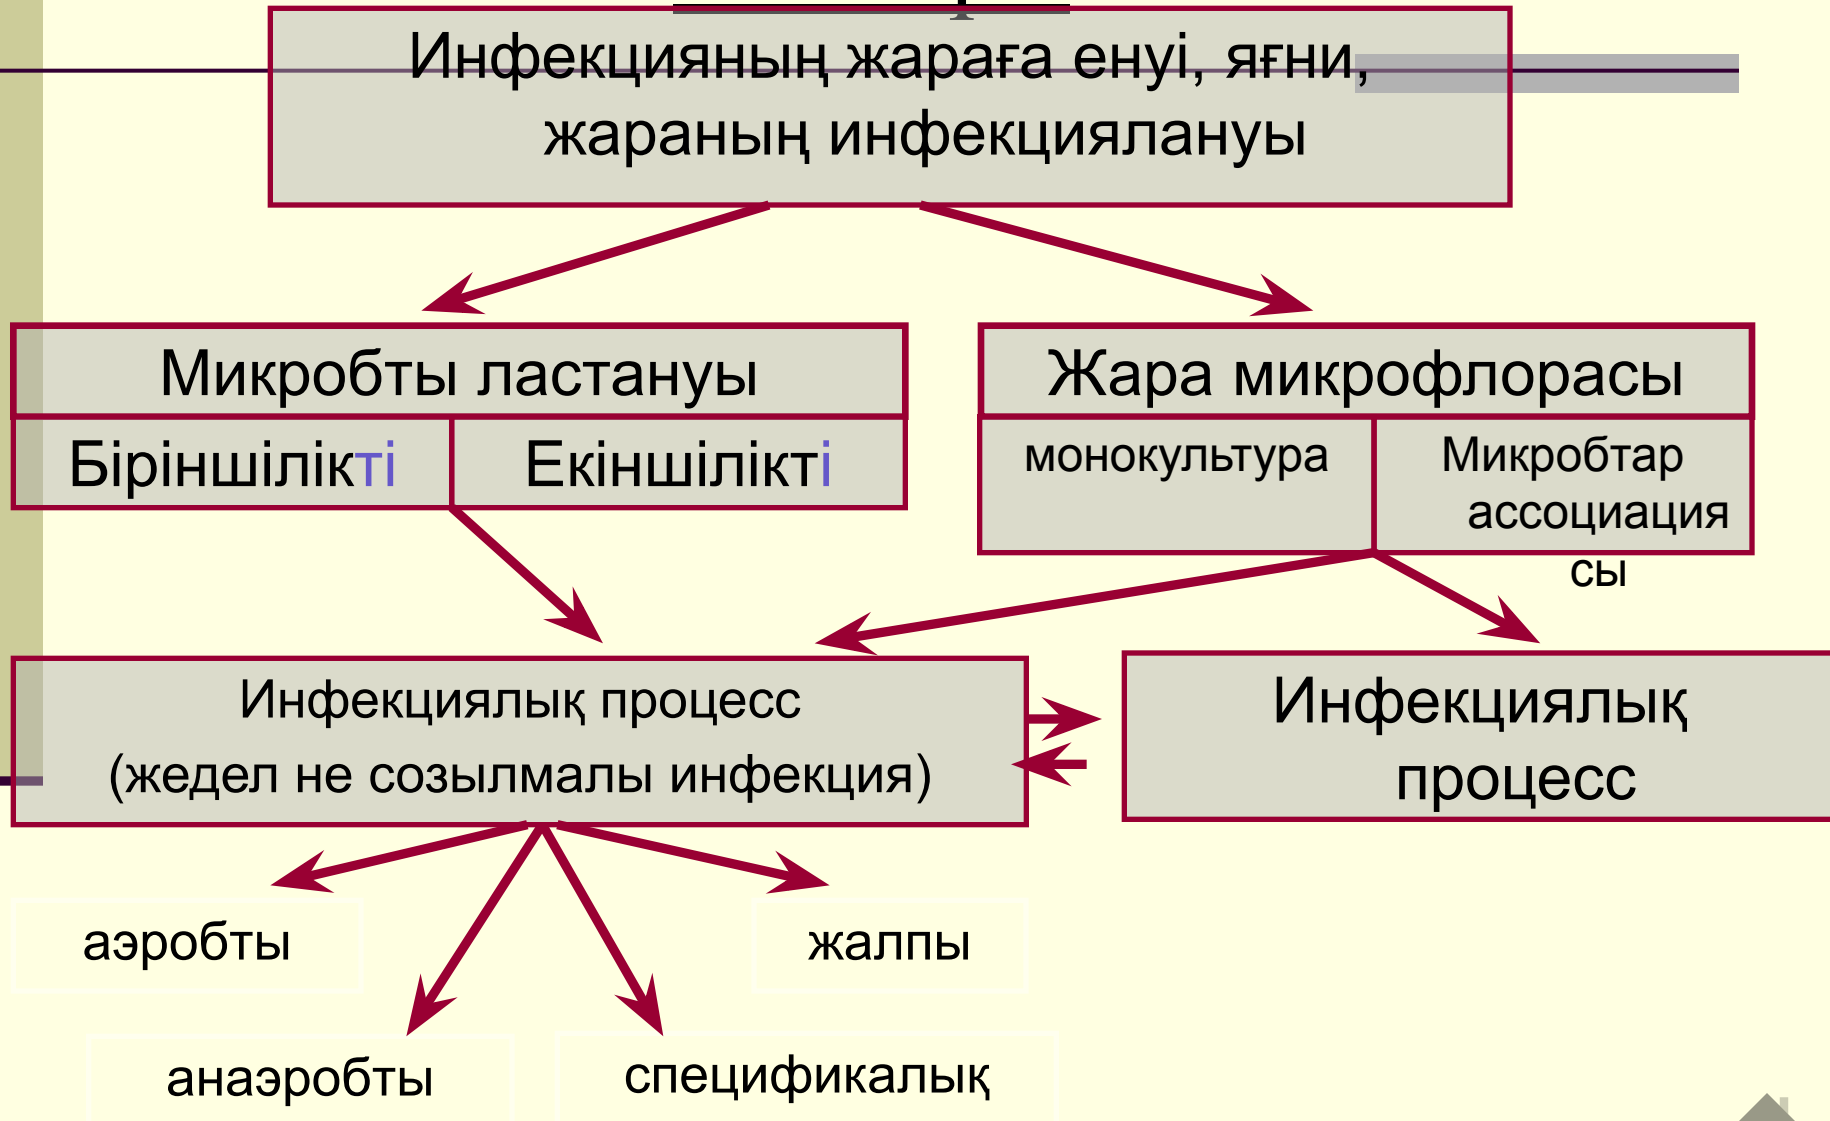 Инфекцияның жараға енуі, яғни,
жараның инфекциялануы
Микробты ластануы
Жара микрофлорасы
Біріншілікті
Екіншілікті
монокультура
Микробтар
ассоциация
сы
Инфекциялық процесс
(жедел не созылмалы инфекция)
Инфекциялық
процесс
аэробты
жалпы
анаэробты
спецификалық